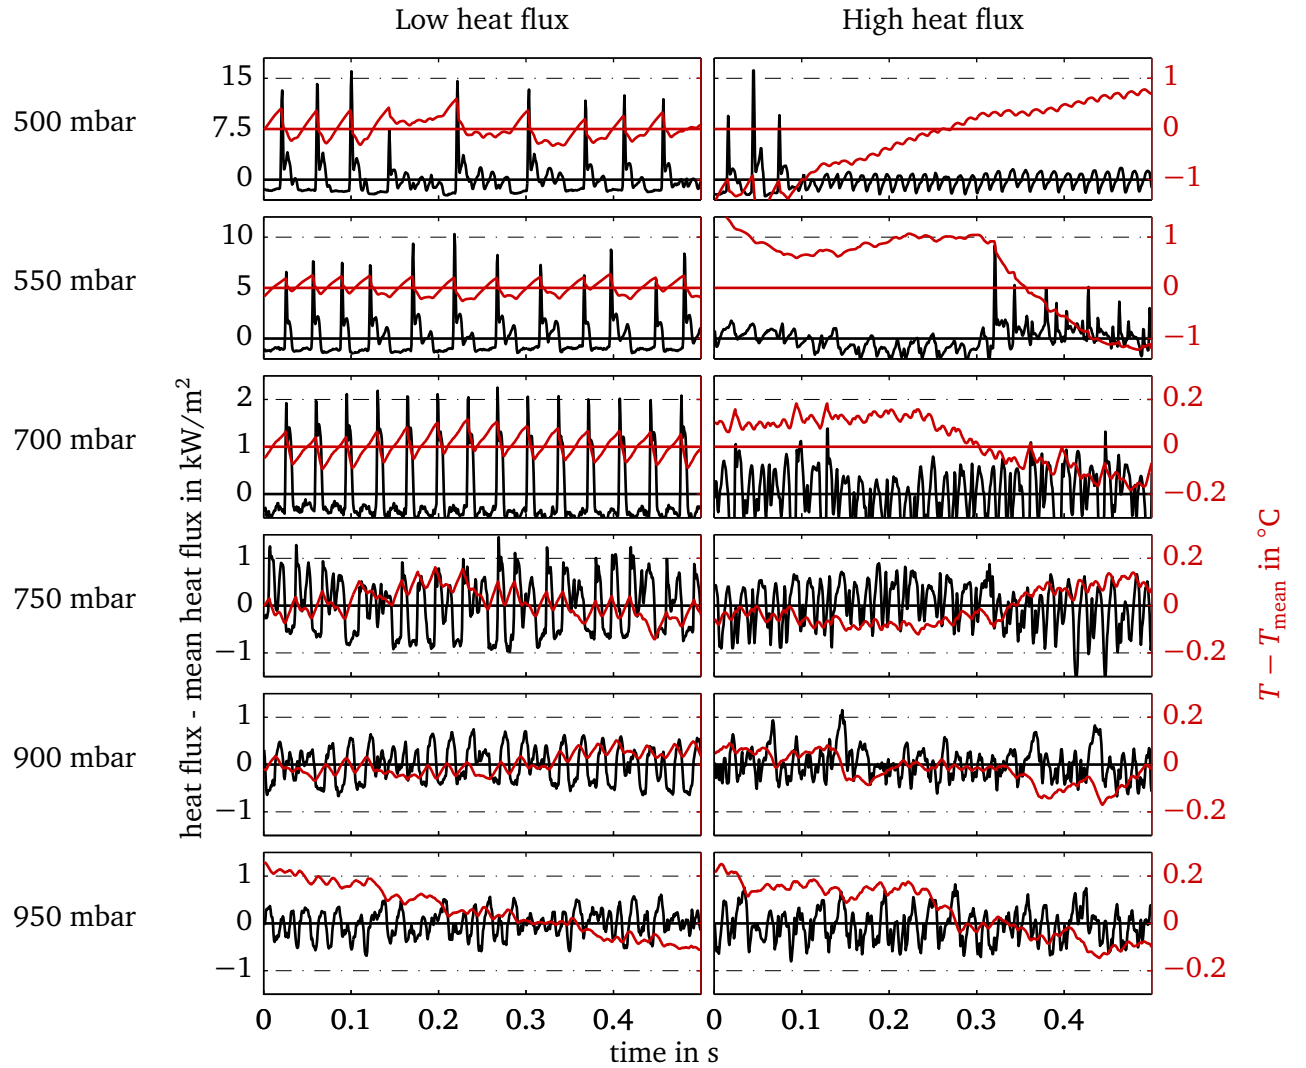 Low heat flux High heat flux
500 mbar 15 7.5 0 1 0 −1
550 mbar 10 5 0 1 0 −1
700 mbar 2 1 0 0.2 0 −0.2
750 mbar 1 0 −1 0.2 0 −0.2
900 mbar 1 0 −1 0.2 0 −0.2
950 mbar 1 0 −1 0.2 0 −0.2
heat flux - mean heat flux in kW/m²
T − Tmean in °C
0 0.1 0.2 0.3 0.4 0 0.1 0.2 0.3 0.4
time in s